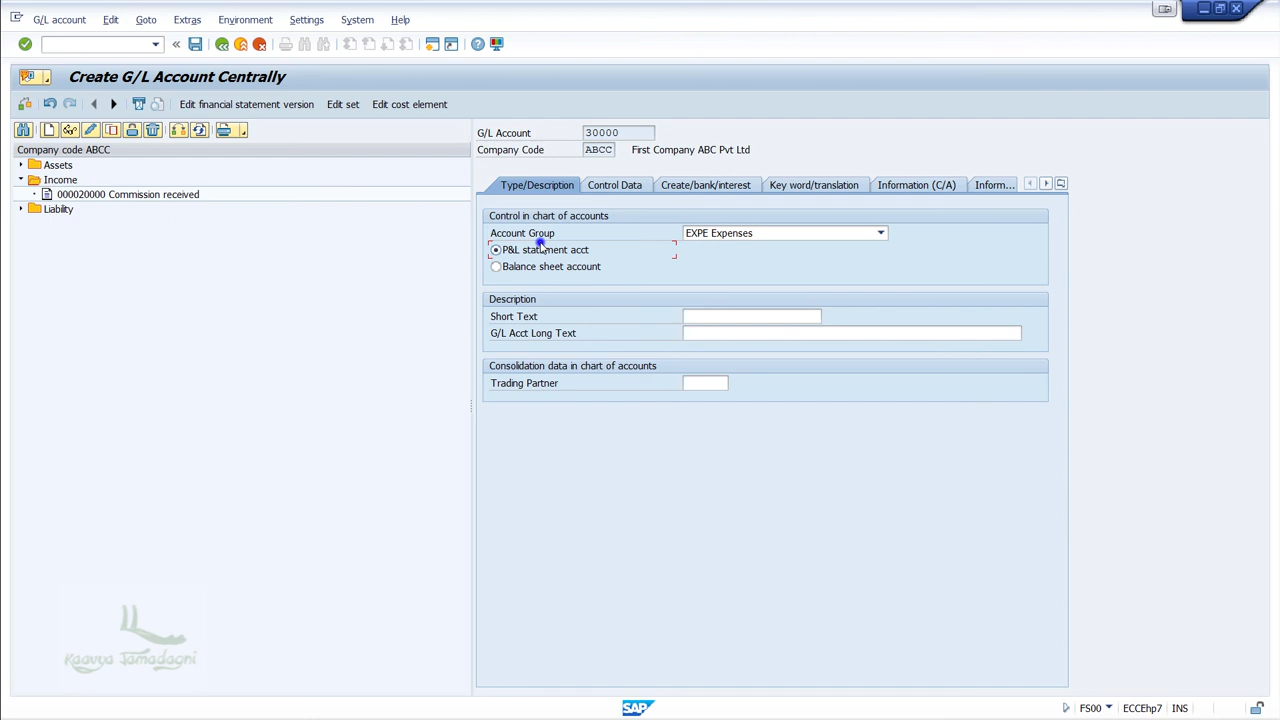 G/L account Edit Goto Extras Environment Settings System Help
Create G/L Account Centrally
Edit financial statement version Edit set Edit cost element
Company code ABCC
Assets
Income
000020000 Commission received
Liability
G/L Account 30000
Company Code ABCC First Company ABC Pvt Ltd
Type/Description Control Data Create/bank/interest Key word/translation Information (C/A) Inform...
Control in chart of accounts
Account Group EXPE Expenses
P&L statement acct
Balance sheet account
Description
Short Text
G/L Acct Long Text
Consolidation data in chart of accounts
Trading Partner
Kaavya Jamadagni
SAP FS00 ECCEhp7 INS